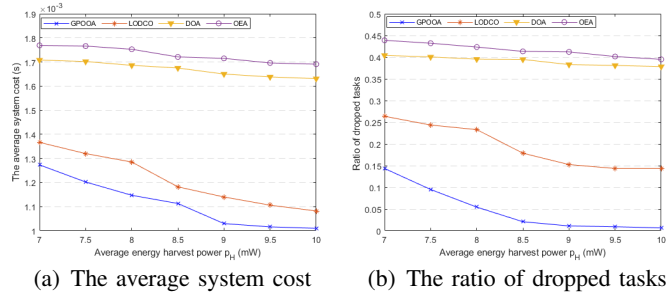 1.9 ×10⁻³
GPOOA LODCO DOA OEA
1.8
1.7
1.6
1.5
1.4
1.3
1.2
1.1
1
The average system cost (s)
7 7.5 8 8.5 9 9.5 10
Average energy harvest power p_H (mW)
(a) The average system cost
0.5
GPOOA LODCO DOA OEA
0.45
0.4
0.35
0.3
0.25
0.2
0.15
0.1
0.05
0
Ratio of dropped tasks
7 7.5 8 8.5 9 9.5 10
Average energy harvest power p_H (mW)
(b) The ratio of dropped tasks